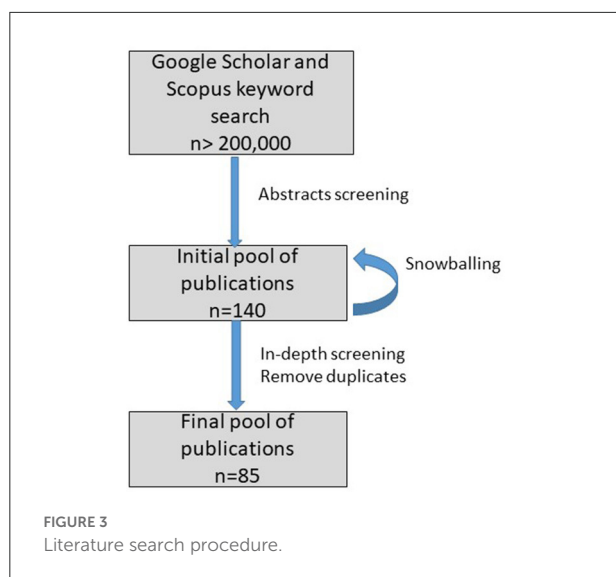 Google Scholar and
Scopus keyword
search
n> 200,000
Abstracts screening
Initial pool of
publications
n=140
Snowballing
In-depth screening
Remove duplicates
Final pool of
publications
n=85
FIGURE 3
Literature search procedure.